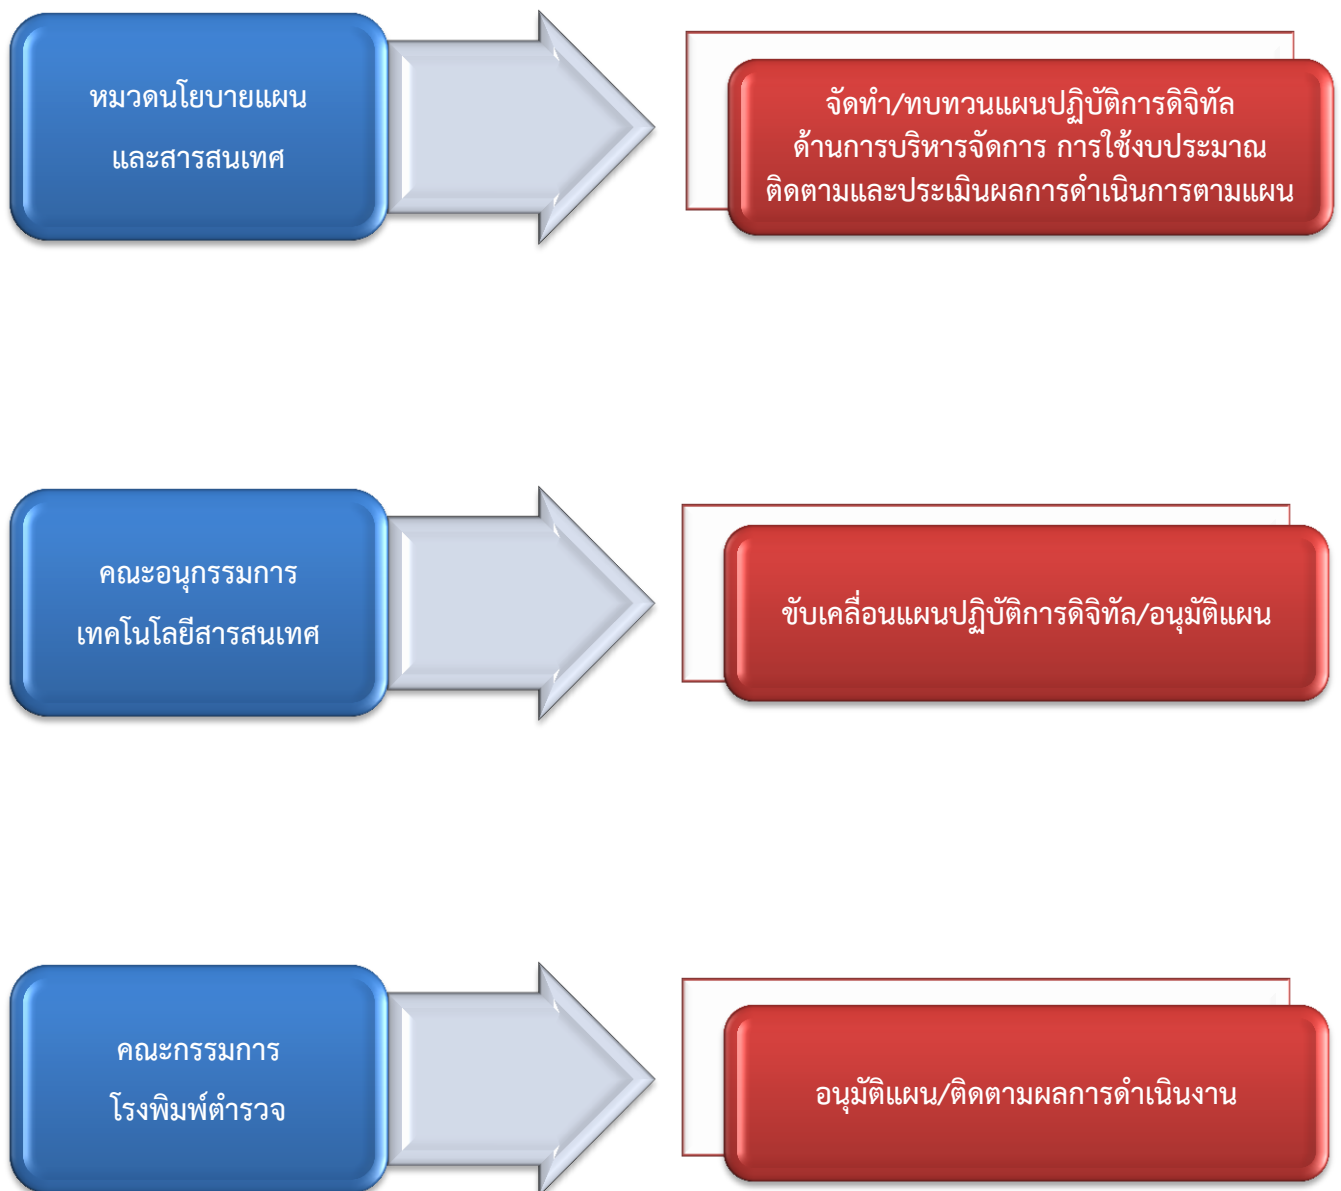 หมวดนโยบายแผน
และสารสนเทศ
จัดทำ/ทบทวนแผนปฏิบัติการดิจิทัล
ด้านการบริหารจัดการ การใช้งบประมาณ
ติดตามและประเมินผลการดำเนินการตามแผน
คณะอนุกรรมการ
เทคโนโลยีสารสนเทศ
ขับเคลื่อนแผนปฏิบัติการดิจิทัล/อนุมัติแผน
คณะกรรมการ
โรงพิมพ์ตำรวจ
อนุมัติแผน/ติดตามผลการดำเนินงาน